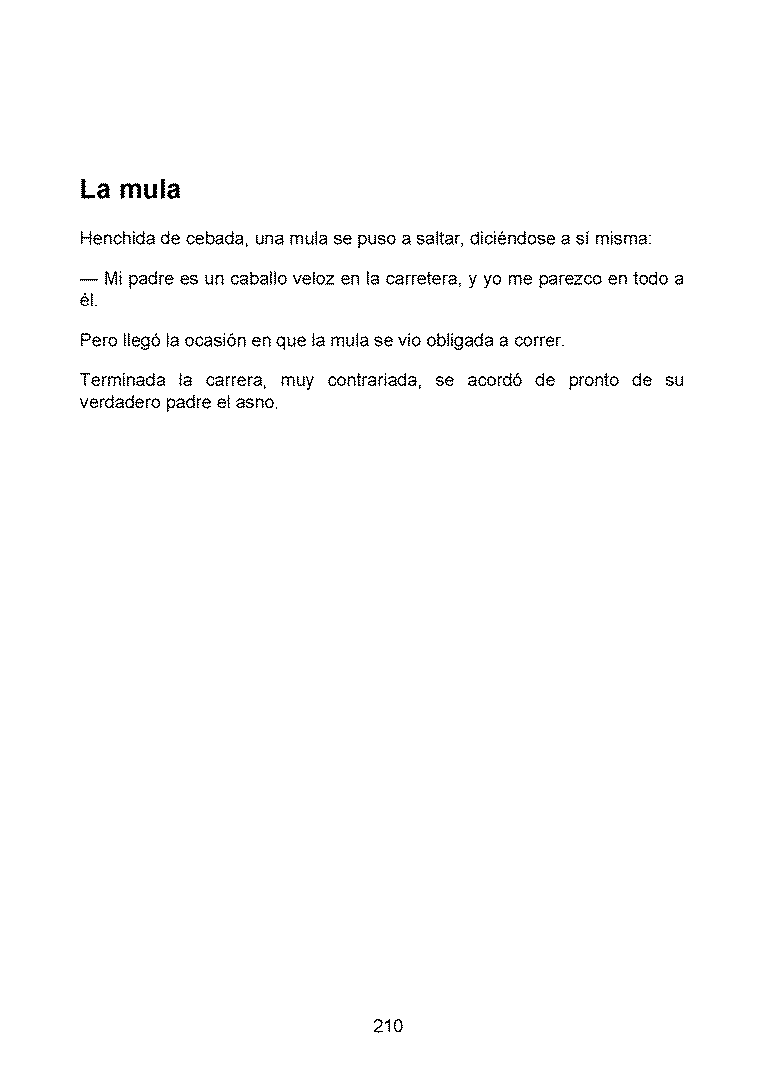 La mula
Henchida de cebada, una mula se puso a saltar, diciéndose a sí misma:
— Mi padre es un caballo veloz en la carretera, y yo me parezco en todo a
él.
Pero llegó la ocasión en que la mula se vio obligada a correr.
Terminada la carrera, muy contrariada, se acordó de pronto de su
verdadero padre el asno.
210